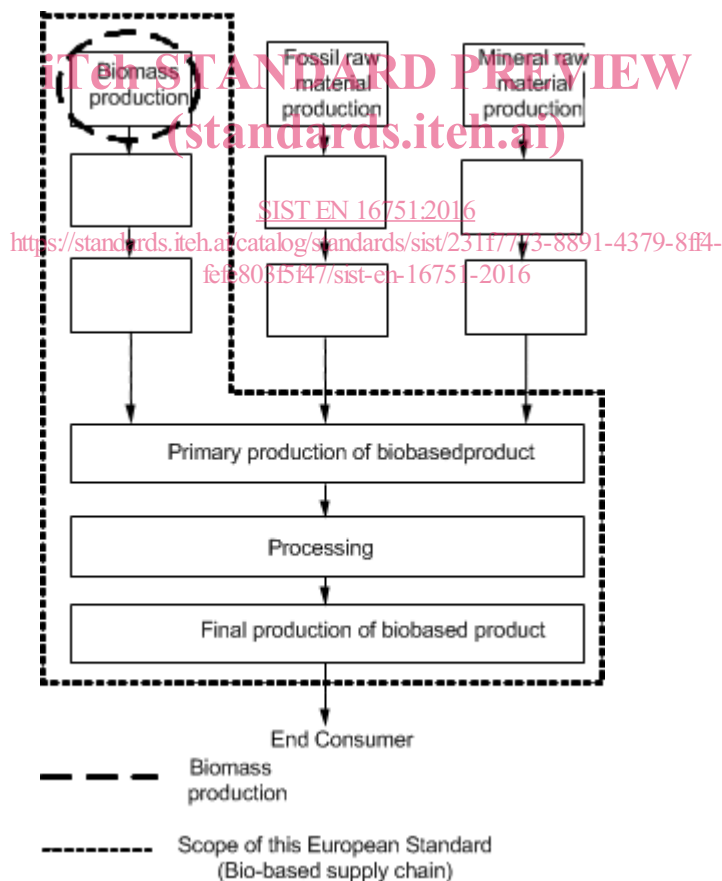 iTeh STANDARD PREVIEW
(standards.iteh.ai)
SIST EN 16751:2016
https://standards.iteh.ai/catalog/standards/sist/231f7773-8891-4379-8ff4-
fefe803f5f47/sist-en-16751-2016
Biomass
production
Fossil raw
material
production
Mineral raw
material
production
Primary production of biobasedproduct
Processing
Final production of biobased product
End Consumer
Biomass
production
Scope of this European Standard
(Bio-based supply chain)